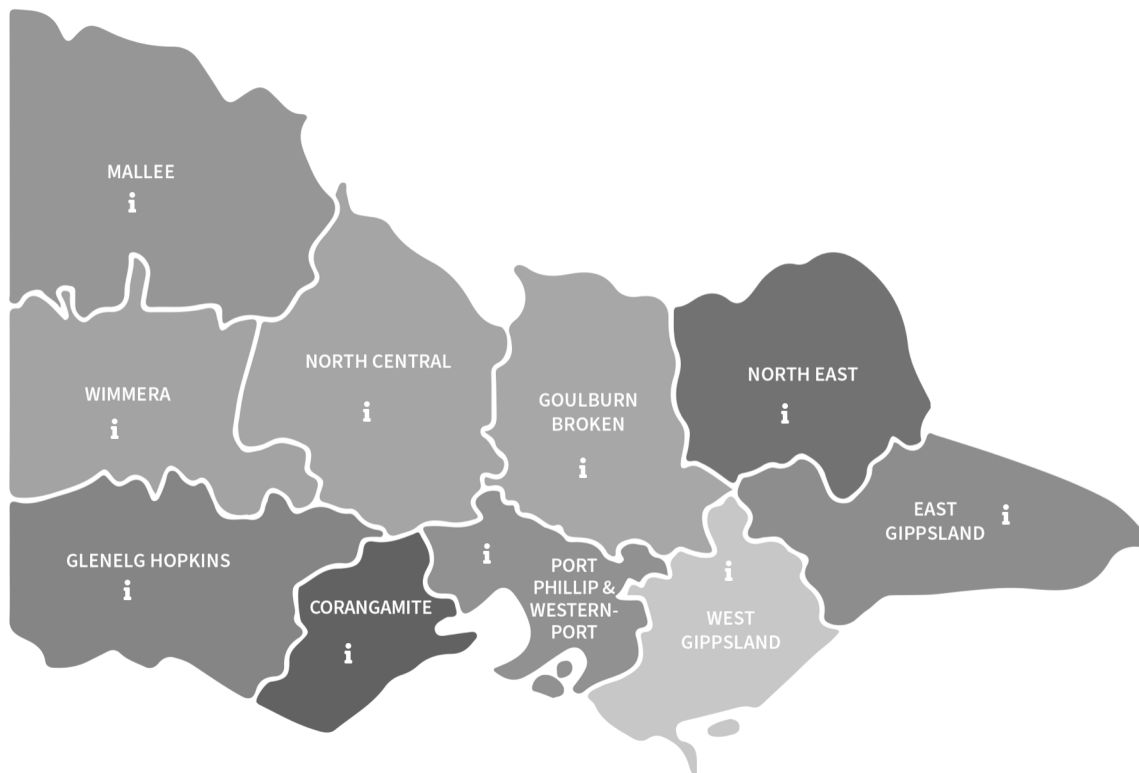 MALLEE
i
WIMMERA
i
NORTH CENTRAL
i
GOULBURN
BROKEN
i
NORTH EAST
i
EAST
GIPPSLAND
i
GLENELG HOPKINS
i
CORANGAMITE
i
i
PORT
PHILLIP &
WESTERN-
PORT
i
WEST
GIPPSLAND